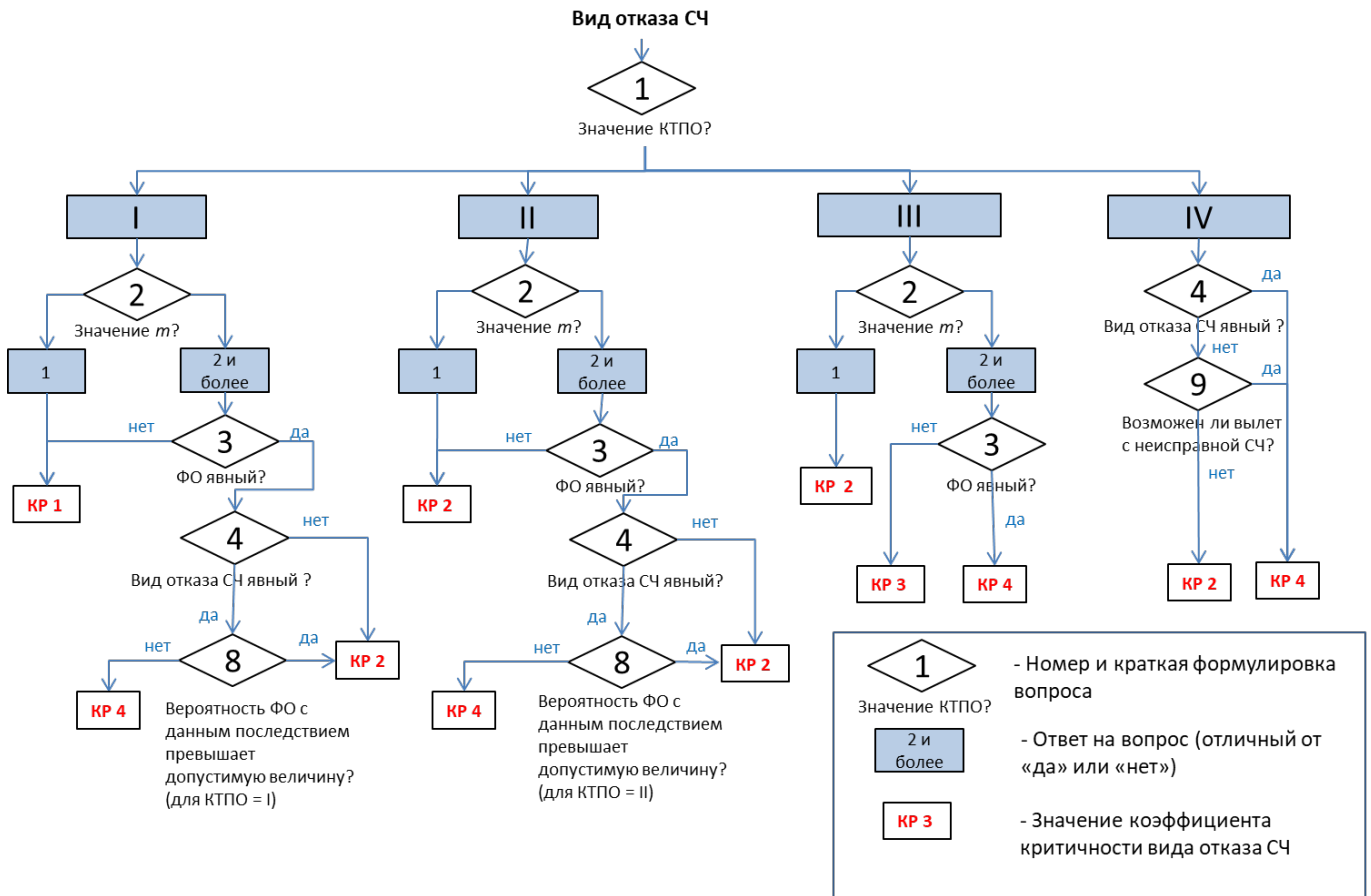 Вид отказа СЧ
1
Значение КТПО?
I
II
III
IV
2
Значение m?
1
2 и
более
нет
3
да
ФО явный?
КР 1
4
нет
Вид отказа СЧ явный ?
да
нет
8
да
КР 2
КР 4
Вероятность ФО с
данным последствием
превышает
допустимую величину?
(для КТПО = I)
2
Значение m?
1
2 и
более
нет
3
да
ФО явный?
КР 2
4
нет
Вид отказа СЧ явный?
да
нет
8
да
КР 2
КР 4
Вероятность ФО с
данным последствием
превышает
допустимую величину?
(для КТПО = II)
2
Значение m?
1
2 и
более
нет
3
КР 2
ФО явный?
да
КР 3
КР 4
да
4
Вид отказа СЧ явный ?
нет
9
да
Возможен ли вылет
с неисправной СЧ?
нет
КР 2
КР 4
1
Значение КТПО?
- Номер и краткая формулировка
вопроса
2 и
более
- Ответ на вопрос (отличный от
«да» или «нет»)
КР 3
- Значение коэффициента
критичности вида отказа СЧ